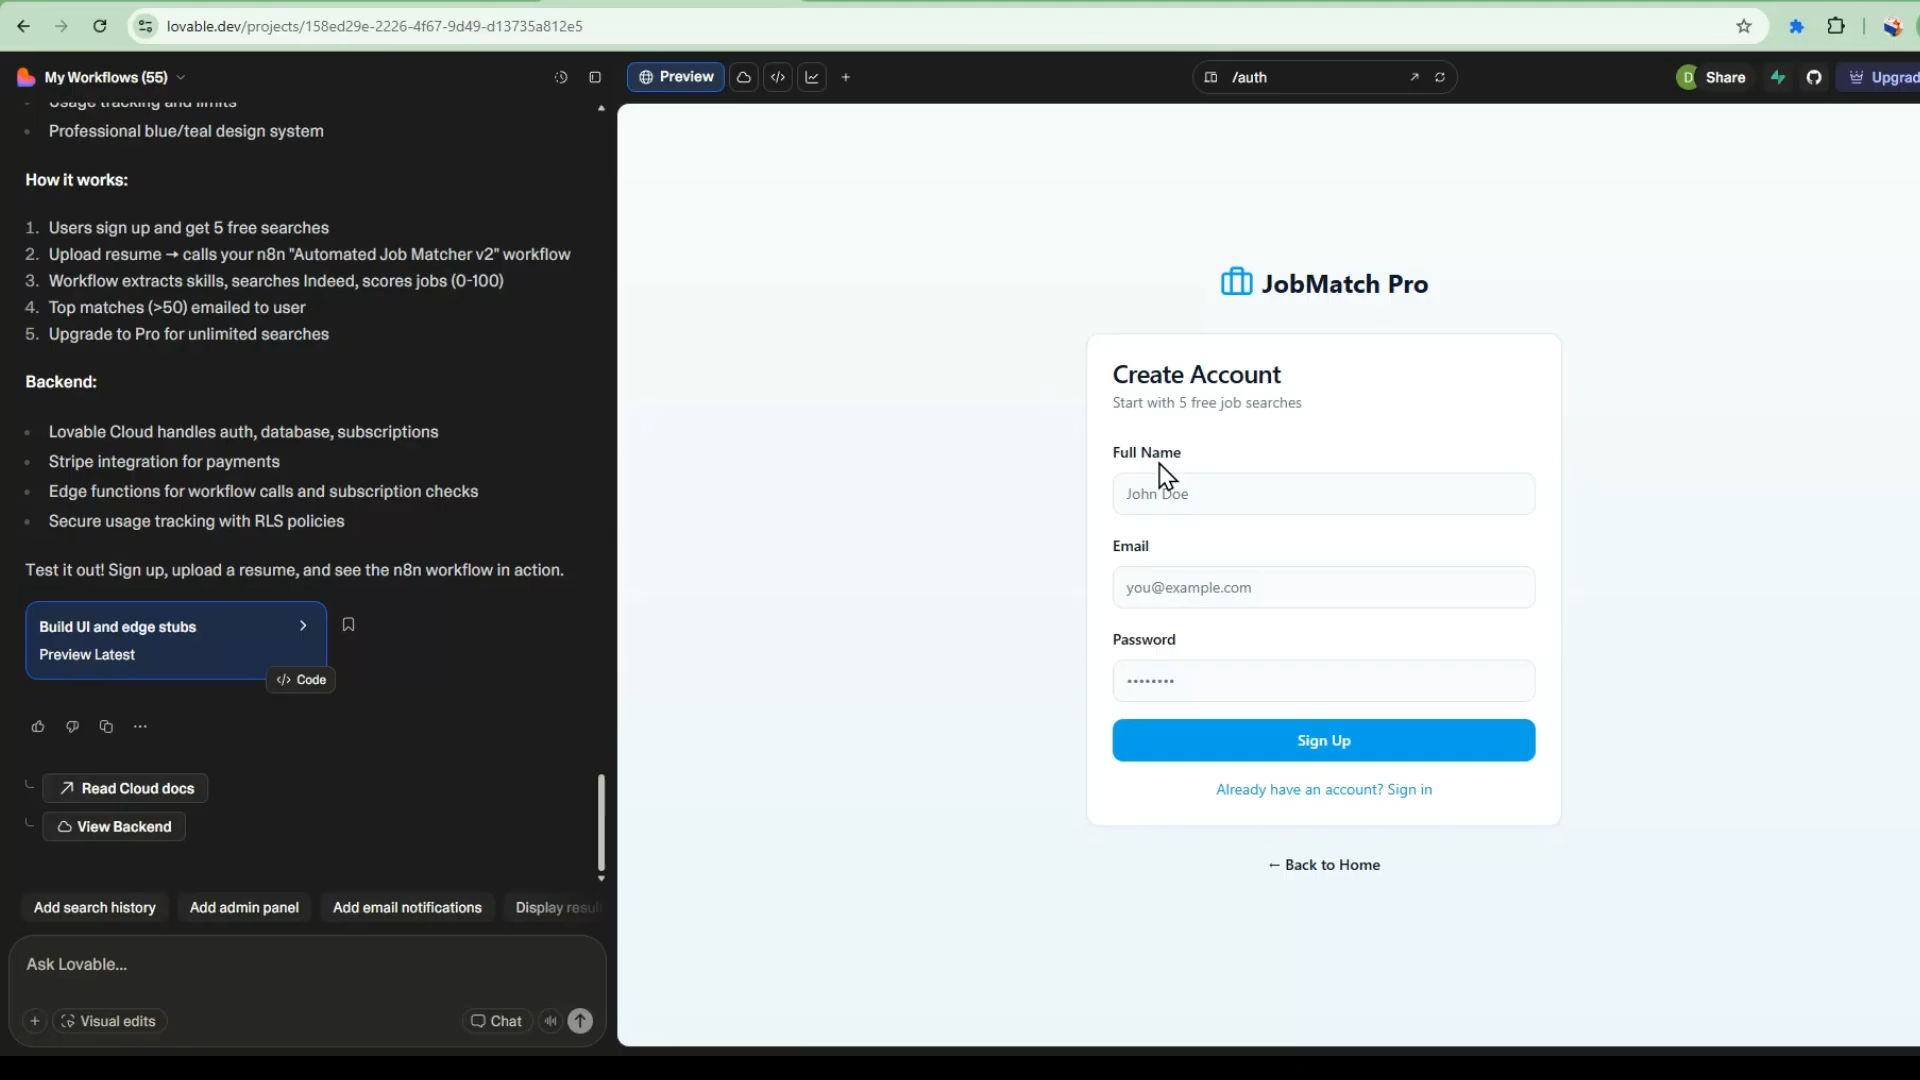 lovable.dev/projects/158ed29e-2226-4f67-9d49-d13735a812e5
My Workflows (55)
Preview
/auth
D
Share
Upgrad
Usage tracking and limits
Professional blue/teal design system
How it works:
1. Users sign up and get 5 free searches
2. Upload resume → calls your n8n "Automated Job Matcher v2" workflow
3. Workflow extracts skills, searches Indeed, scores jobs (0-100)
4. Top matches (>50) emailed to user
5. Upgrade to Pro for unlimited searches
Backend:
Lovable Cloud handles auth, database, subscriptions
Stripe integration for payments
Edge functions for workflow calls and subscription checks
Secure usage tracking with RLS policies
Test it out! Sign up, upload a resume, and see the n8n workflow in action.
Build UI and edge stubs
Preview Latest
</> Code
Read Cloud docs
View Backend
Add search history
Add admin panel
Add email notifications
Display resul
Ask Lovable...
Visual edits
Chat
JobMatch Pro
Create Account
Start with 5 free job searches
Full Name
John Doe
Email
you@example.com
Password
••••••••
Sign Up
Already have an account? Sign in
← Back to Home